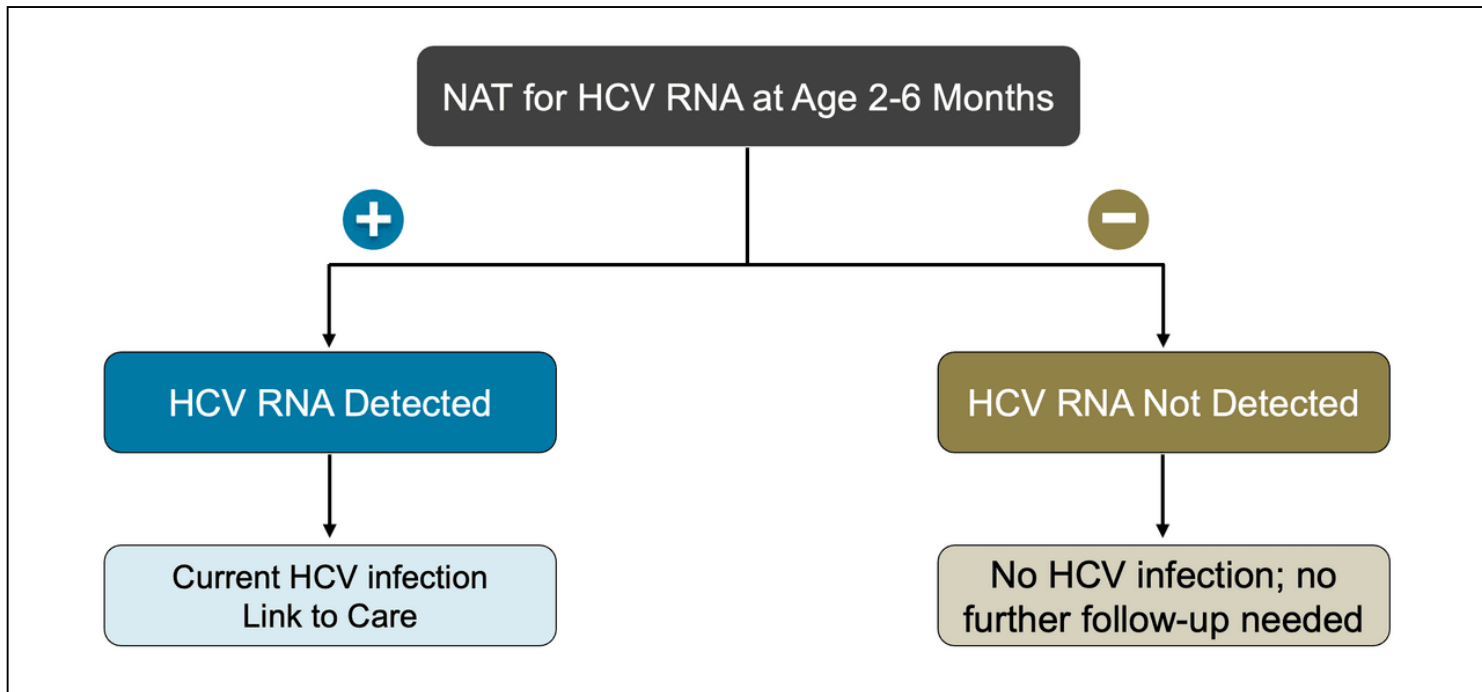 NAT for HCV RNA at Age 2-6 Months
HCV RNA Detected
HCV RNA Not Detected
Current HCV infection
Link to Care
No HCV infection; no
further follow-up needed